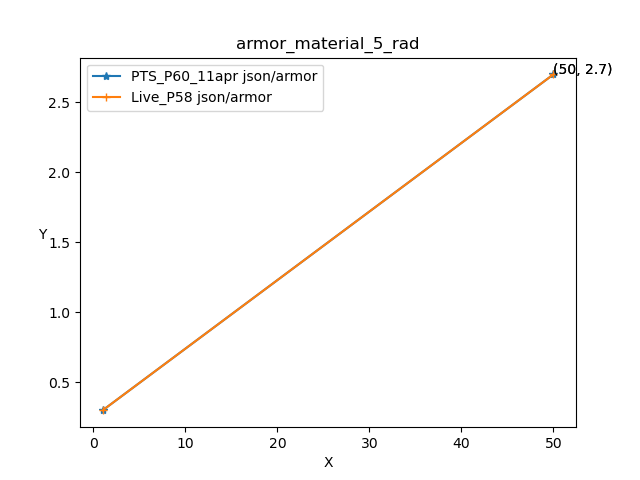 armor_material_5_rad
PTS_P60_11apr json/armor
Live_P58 json/armor
(50, 2.7)
Y
2.5
2.0
1.5
1.0
0.5
0
10
20
30
40
50
X